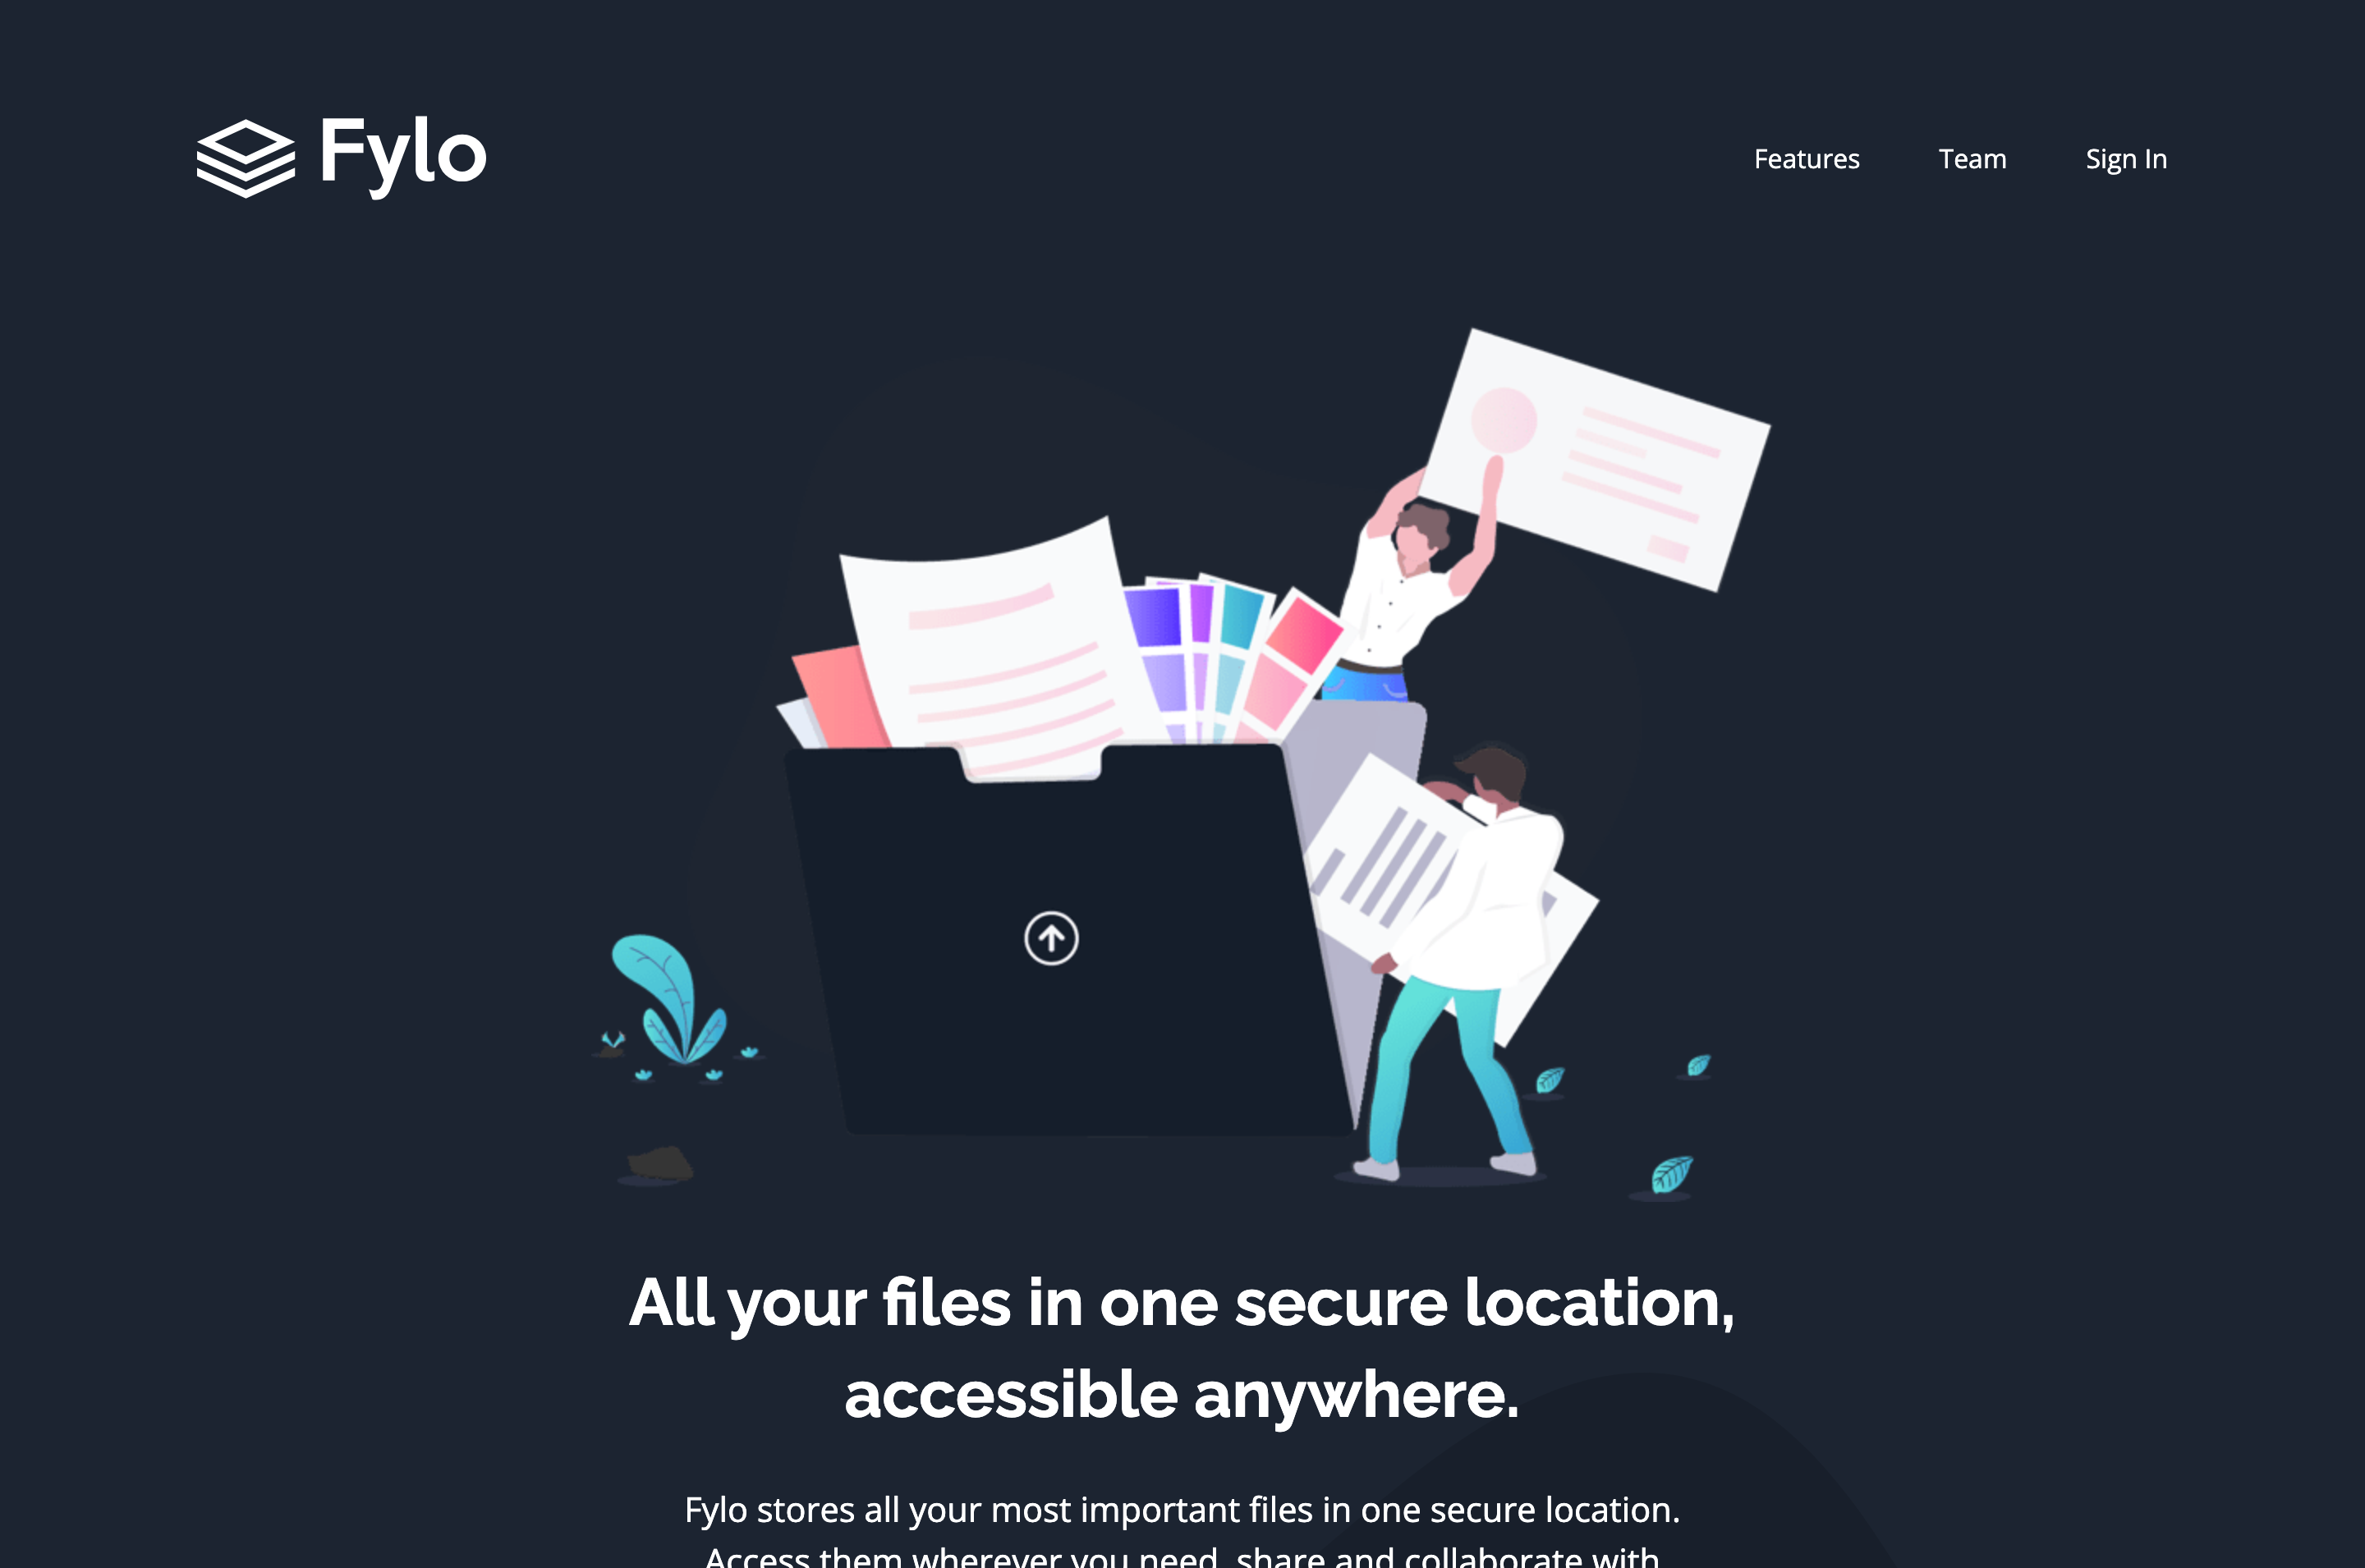 Fylo
Features
Team
Sign In
All your files in one secure location,
accessible anywhere.
Fylo stores all your most important files in one secure location.
Access them wherever you need, share and collaborate with